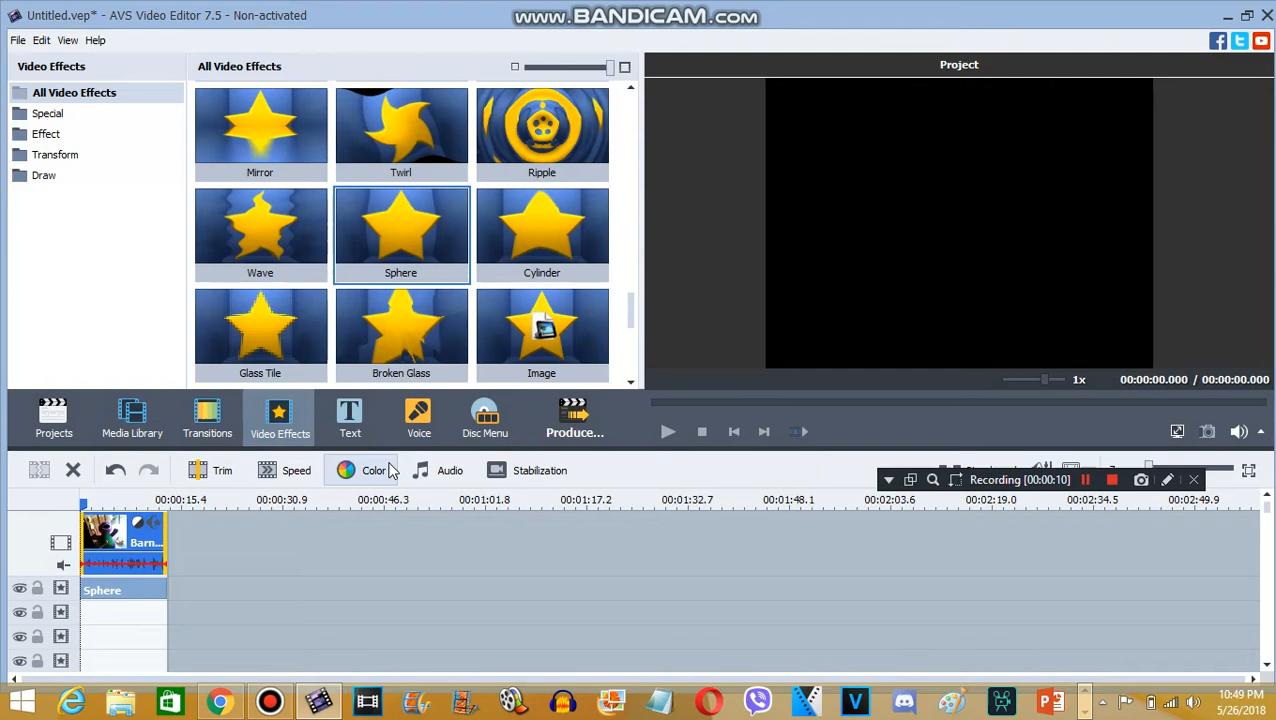 Untitled.vep* - AVS Video Editor 7.5 - Non-activated
www.BANDICAM.com
File Edit View Help
Video Effects
All Video Effects
Special
Effect
Transform
Draw
All Video Effects
Mirror Twirl Ripple
Wave Sphere Cylinder
Glass Tile Broken Glass Image
Project
1x 00:00:00.000 / 00:00:00.000
Projects Media Library Transitions Video Effects Text Voice Disc Menu Produce...
Trim Speed Color Audio Stabilization
Recording [00:00:10]
00:00:15.4 00:00:30.9 00:00:46.3 00:01:01.8 00:01:17.2 00:01:32.7 00:01:48.1 00:02:03.6 00:02:19.0 00:02:34.5 00:02:49.9
Barn...
Sphere
10:49 PM
5/26/2018